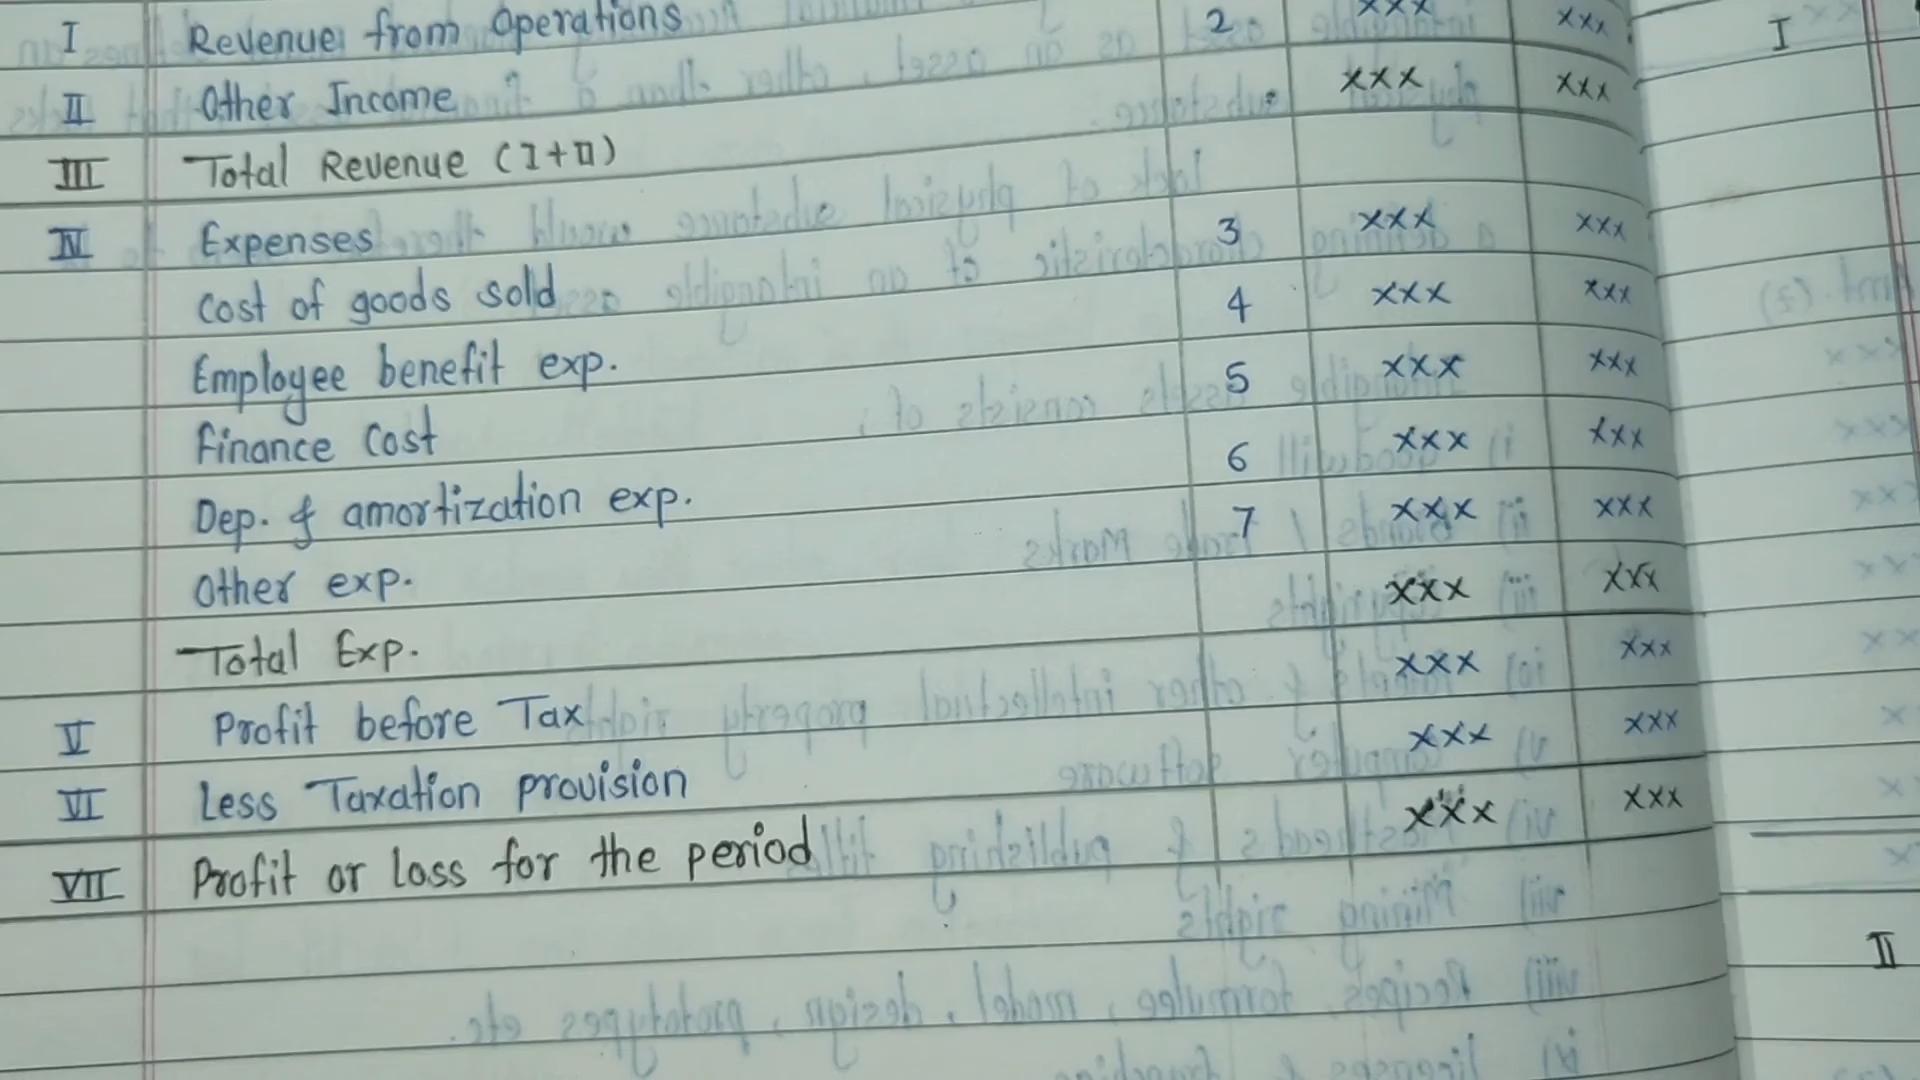 I Revenue from Operations 2 xxx xxx
II Other Income xxx xxx
III Total Revenue (I+II)
IV Expenses 3 xxx xxx
Cost of goods sold 4 xxx xxx
Employee benefit exp. 5 xxx xxx
Finance Cost 6 xxx xxx
Dep. & amortization exp. 7 xxx xxx
Other exp. xxx xxx
Total Exp. xxx xxx
V Profit before Tax xxx xxx
VI Less Taxation provision xxx xxx
VII Profit or loss for the period
I
II